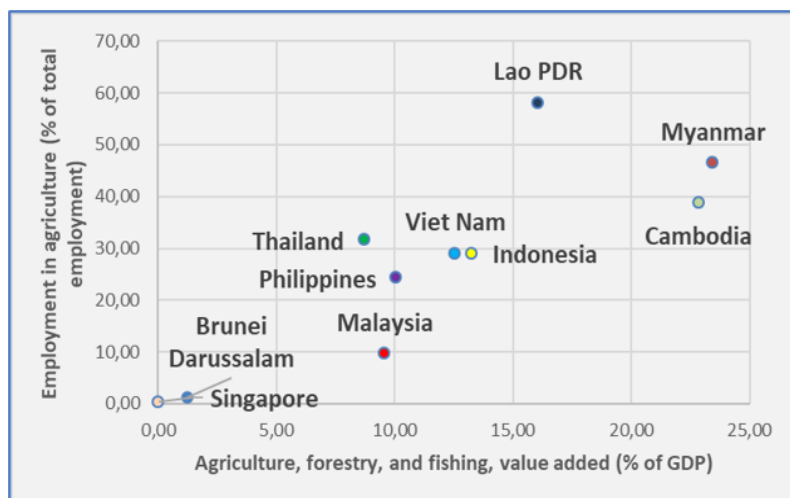 70,00
60,00
50,00
40,00
30,00
20,00
10,00
0,00
Employment in agriculture (% of total
employment)
Lao PDR
Myanmar
Viet Nam
Thailand
Cambodia
Indonesia
Philippines
Brunei
Malaysia
Darussalam
Singapore
0,00 5,00 10,00 15,00 20,00 25,00
Agriculture, forestry, and fishing, value added (% of GDP)